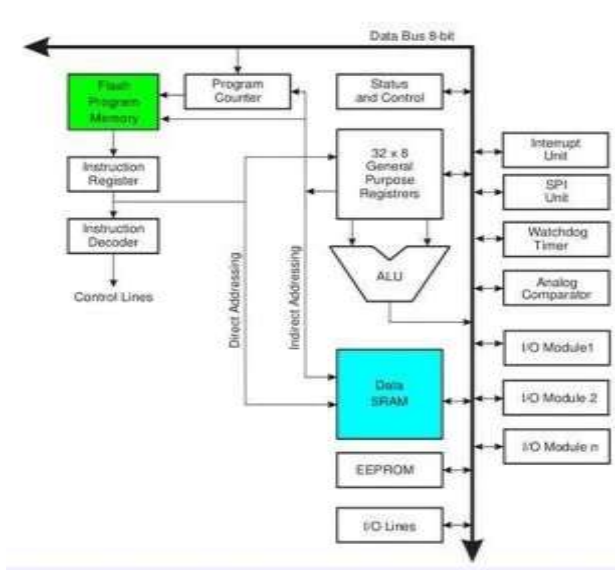 Data Bus 8-bit
Flash
Program
Memory
Program
Counter
Status
and Control
Instruction
Register
32 x 8
General
Purpose
Registrers
Interrupt
Unit
SPI
Unit
Instruction
Decoder
Watchdog
Timer
Control Lines
Direct Addressing
Indirect Addressing
ALU
Analog
Comparator
I/O Module1
Data
SRAM
I/O Module 2
I/O Module n
EEPROM
I/O Lines